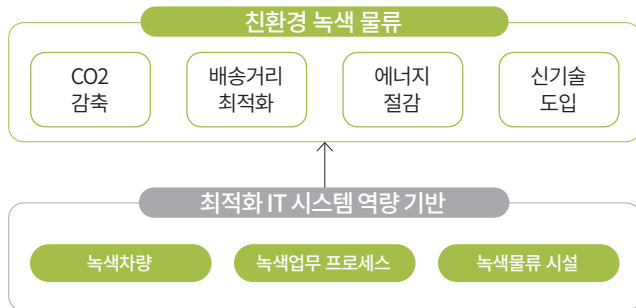 친환경 녹색 물류
CO2
감축
배송거리
최적화
에너지
절감
신기술
도입
최적화 IT 시스템 역량 기반
녹색차량
녹색업무 프로세스
녹색물류 시설